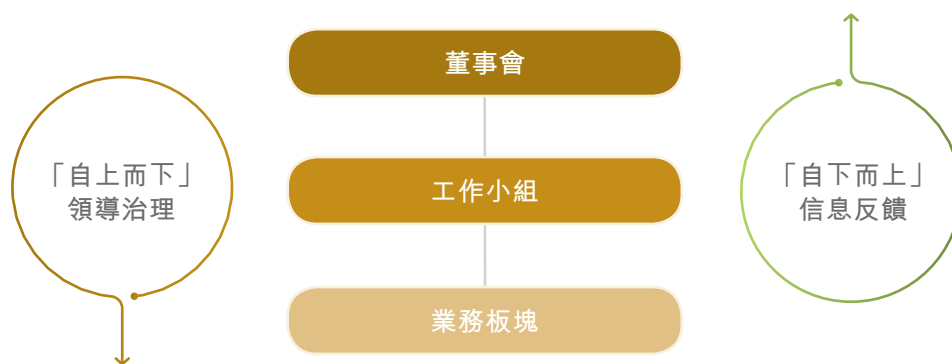 董事會
「自上而下」
領導治理
工作小組
「自下而上」
信息反饋
業務板塊